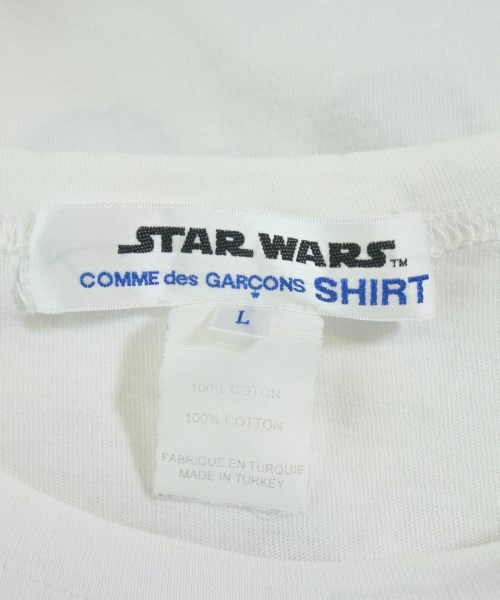 STAR WARS™
COMME des GARÇONS SHIRT
*
L
100% COTON
100% COTTON
FABRIQUE EN TURQUIE
MADE IN TURKEY